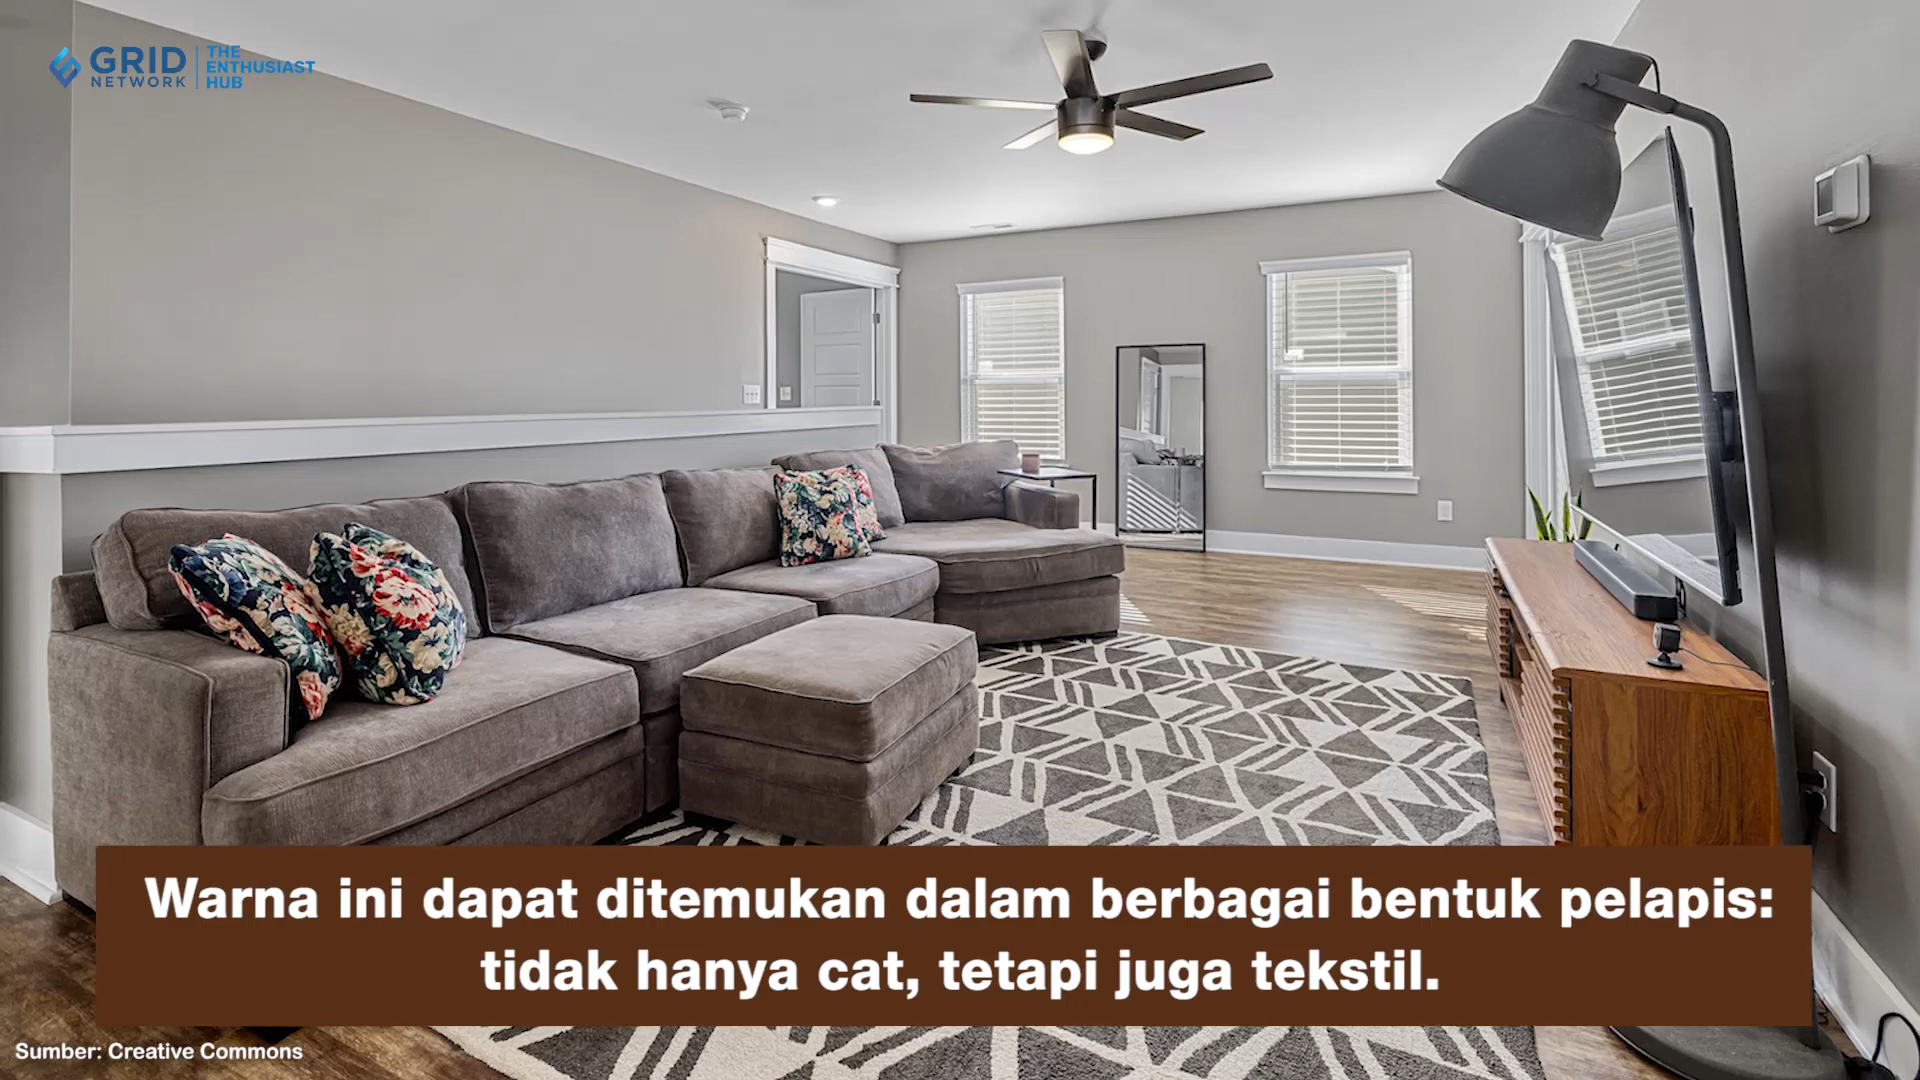 GRID
NETWORK
THE
ENTHUSIAST
HUB
Warna ini dapat ditemukan dalam berbagai bentuk pelapis:
tidak hanya cat, tetapi juga tekstil.
Sumber: Creative Commons